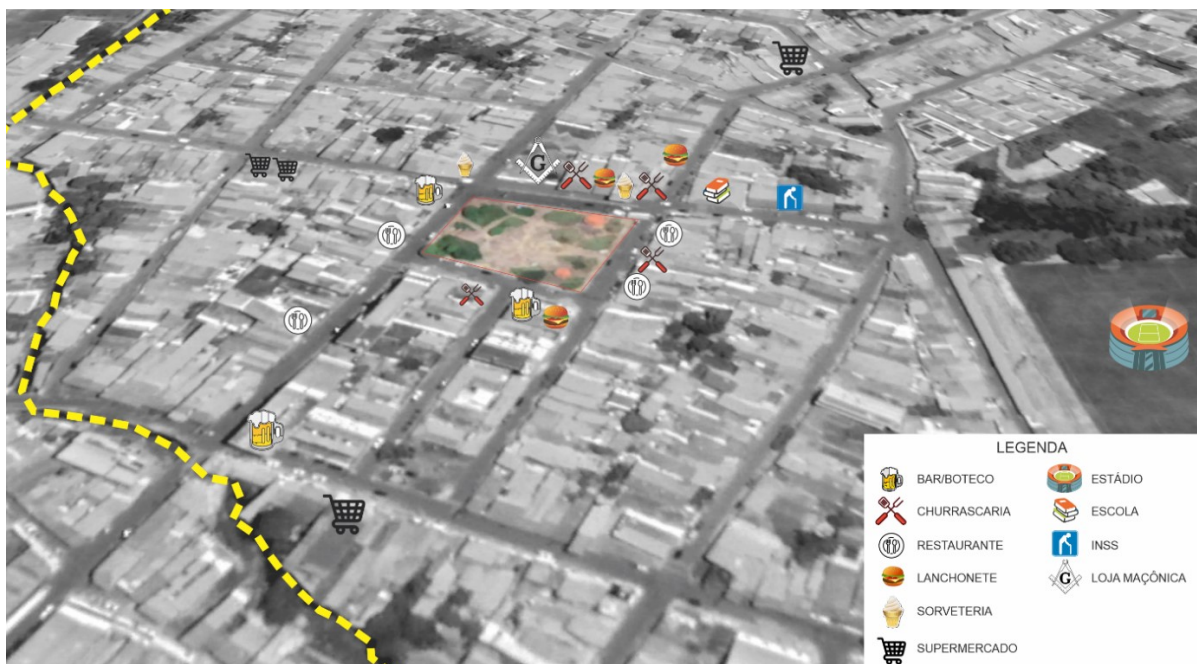 G
LEGENDA
BAR/BOTECO
CHURRASCARIA
RESTAURANTE
LANCHONETE
SORVETERIA
SUPERMERCADO
ESTÁDIO
ESCOLA
INSS
G LOJA MAÇÔNICA